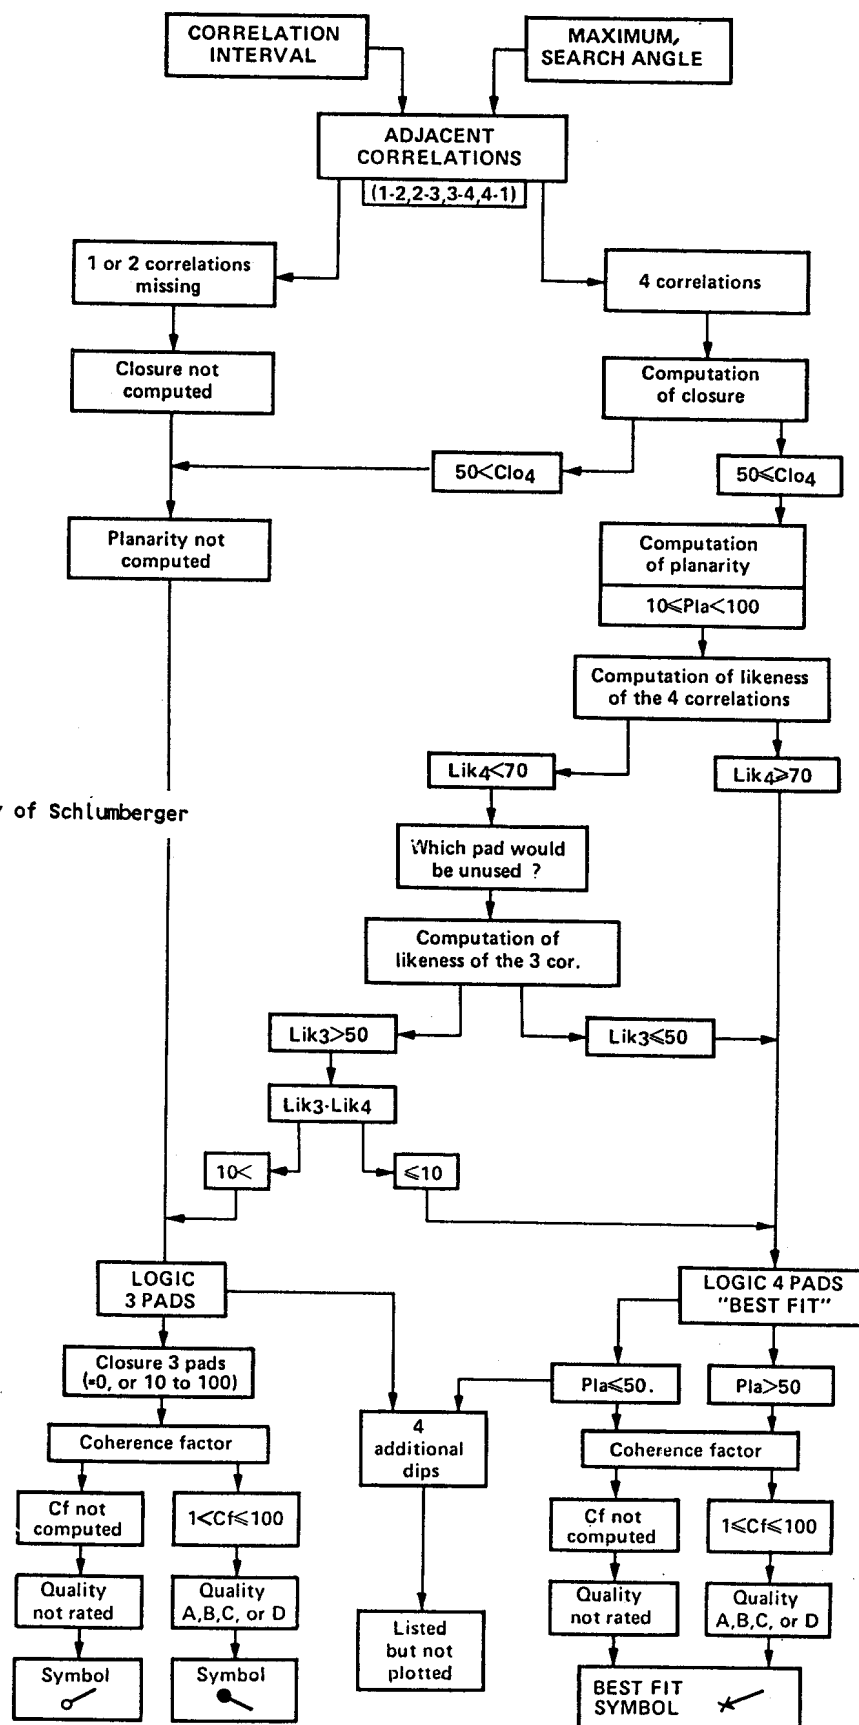 CORRELATION
INTERVAL
MAXIMUM,
SEARCH ANGLE
ADJACENT
CORRELATIONS
(1-2,2-3,3-4,4-1)
1 or 2 correlations
missing
4 correlations
Closure not
computed
Computation
of closure
50<Clo4
50⩽Clo4
Planarity not
computed
Computation
of planarity
10⩽Pla<100
Computation of likeness
of the 4 correlations
Lik4<70
Lik4⩾70
of Schlumberger
Which pad would
be unused ?
Computation of
likeness of the 3 cor.
Lik3>50
Lik3⩽50
Lik3-Lik4
10<
⩽10
LOGIC
3 PADS
LOGIC 4 PADS
"BEST FIT"
Closure 3 pads
(=0, or 10 to 100)
Pla⩽50.
Pla>50
4
additional
dips
Coherence factor
Coherence factor
Cf not
computed
1<Cf⩽100
Cf not
computed
1⩽Cf⩽100
Quality
not rated
Quality
A,B,C, or D
Quality
not rated
Quality
A,B,C, or D
Listed
but not
plotted
Symbol
Symbol
BEST FIT
SYMBOL